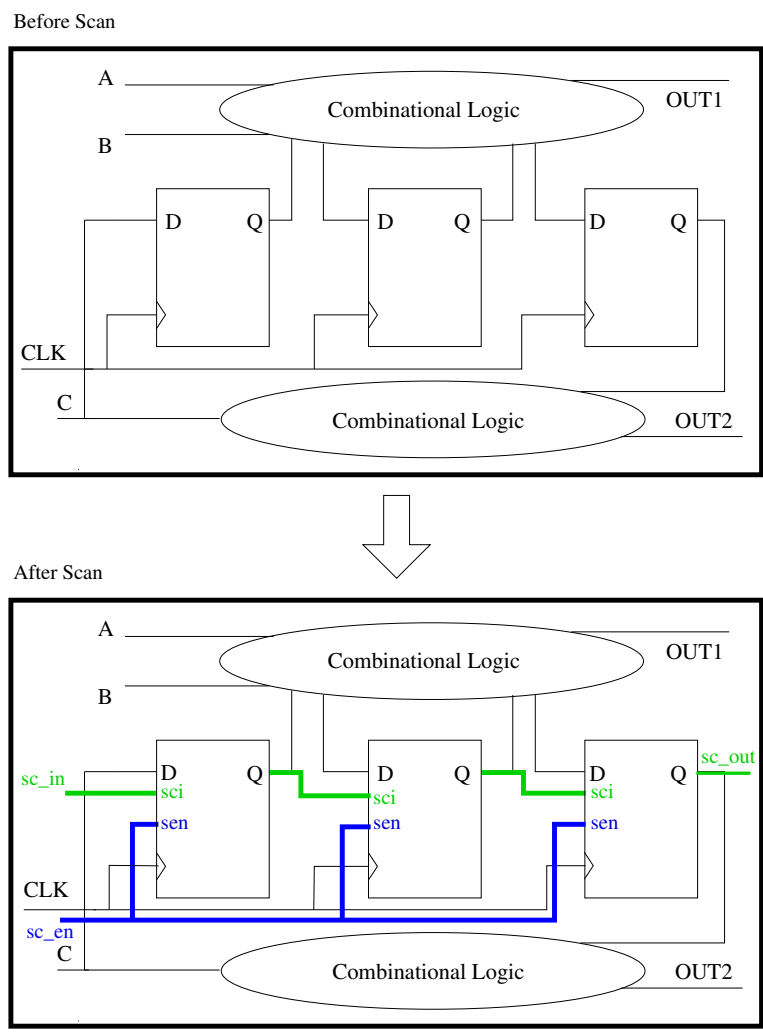 Before Scan
A
Combinational Logic
OUT1
B
D Q D Q D Q
CLK
C
Combinational Logic
OUT2
After Scan
A
Combinational Logic
OUT1
B
sc_in D Q D Q D Q sc_out
sci sci sci
sen sen sen
CLK
sc_en
C
Combinational Logic
OUT2